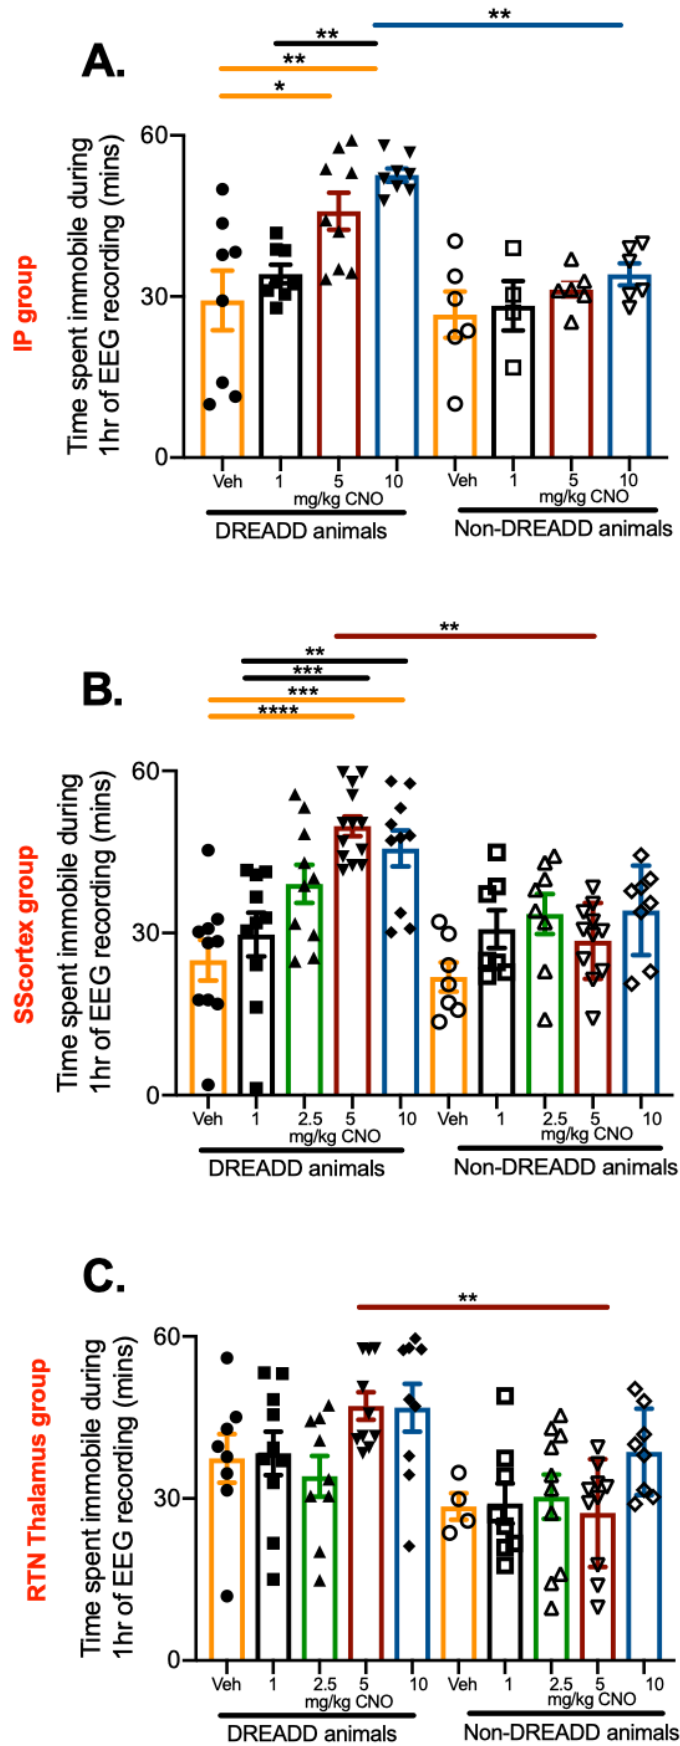 **
**
**
*
A.
IP group
Time spent immobile during
1hr of EEG recording (mins)
60
30
0
Veh 1 5 10 Veh 1 5 10
mg/kg CNO mg/kg CNO
DREADD animals Non-DREADD animals
**
**
***
***
****
B.
SScortex group
Time spent immobile during
1hr of EEG recording (mins)
60
30
0
Veh 1 2.5 5 10 Veh 1 2.5 5 10
mg/kg CNO mg/kg CNO
DREADD animals Non-DREADD animals
C.
**
RTN Thalamus group
Time spent immobile during
1hr of EEG recording (mins)
60
30
0
Veh 1 2.5 5 10 Veh 1 2.5 5 10
mg/kg CNO mg/kg CNO
DREADD animals Non-DREADD animals